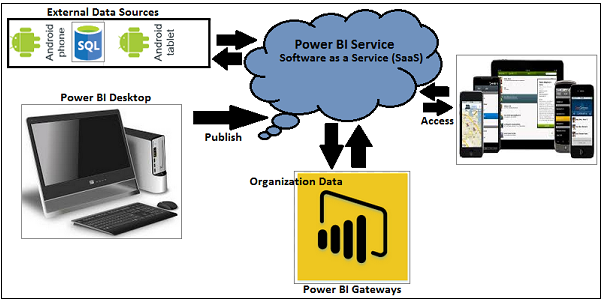 External Data Sources
Android
phone
SQL
Android
tablet
Power BI Service
Software as a Service (SaaS)
Power BI Desktop
Publish
Access
Organization Data
Power BI Gateways